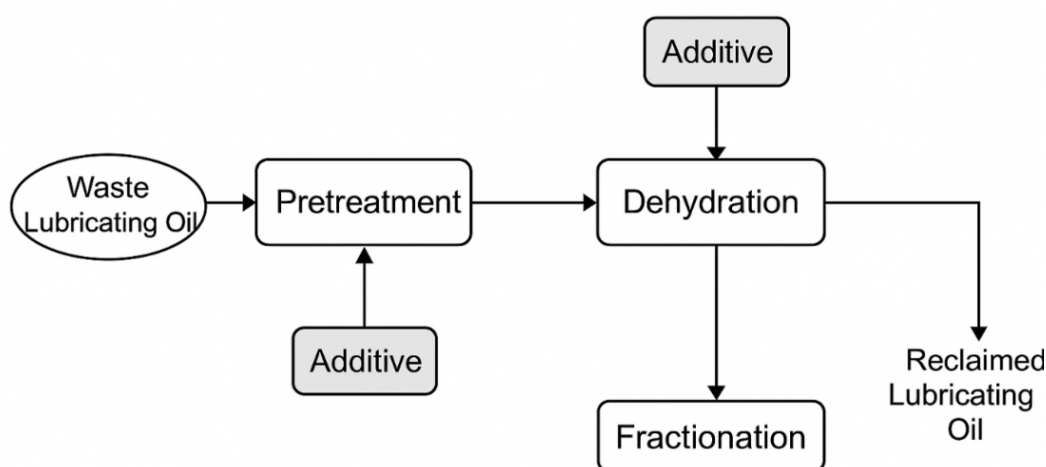 Additive
Waste
Lubricating Oil
Pretreatment
Dehydration
Additive
Reclaimed
Lubricating
Oil
Fractionation